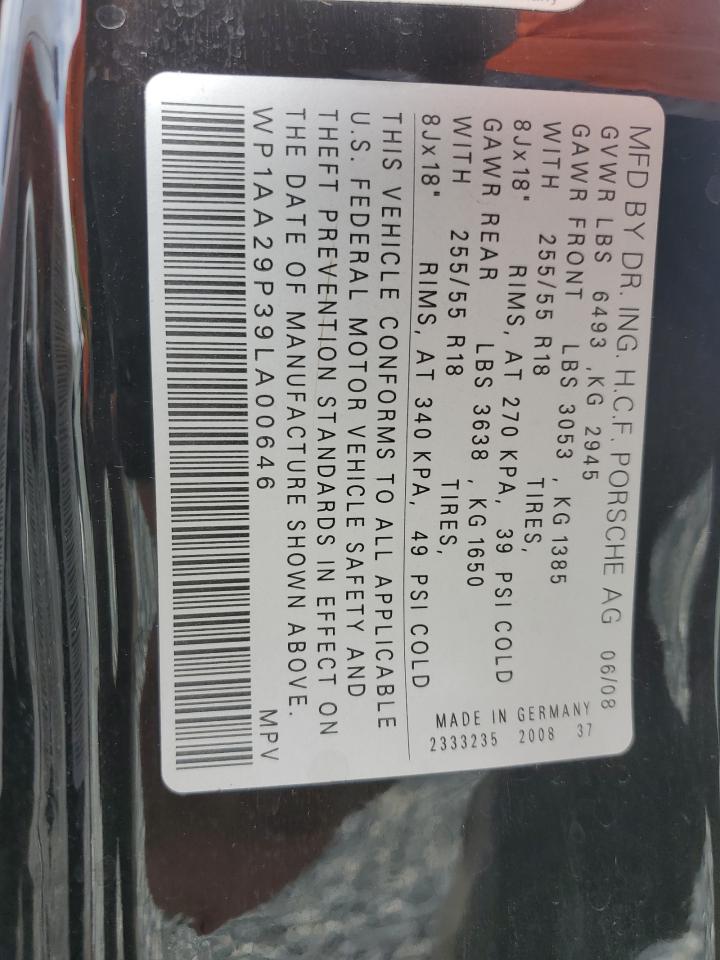 MFD BY DR. ING. H.C.F. PORSCHE AG 06/08
GVWR LBS 6493 ,KG 2945
GAWR FRONT LBS 3053 , KG 1385
WITH 255/55 R18 TIRES,
8Jx18" RIMS, AT 270 KPA, 39 PSI COLD
GAWR REAR LBS 3638 , KG 1650
WITH 255/55 R18 TIRES,
8Jx18" RIMS, AT 340 KPA, 49 PSI COLD
MADE IN GERMANY
2333235 2008 37
THIS VEHICLE CONFORMS TO ALL APPLICABLE
U.S. FEDERAL MOTOR VEHICLE SAFETY AND
THEFT PREVENTION STANDARDS IN EFFECT ON
THE DATE OF MANUFACTURE SHOWN ABOVE.
WP1AA29P39LA00646 MPV